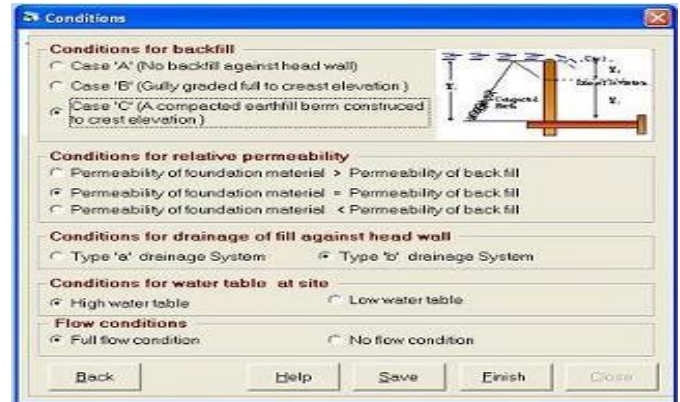 Conditions
Conditions for backfill
Case 'A' (No backfill against head wall)
Case 'B' (Gully graded full to creast elevation )
Case 'C' (A compacted earthfill berm construced
to crest elevation )
Conditions for relative permeability
Permeability of foundation material > Permeability of back fill
Permeability of foundation material = Permeability of back fill
Permeability of foundation material < Permeability of back fill
Conditions for drainage of fill against head wall
Type 'a' drainage System
Type 'b' drainage System
Conditions for water table at site
High water table
Low water table
Flow conditions
Full flow condition
No flow condition
Back
Help
Save
Finish
Close